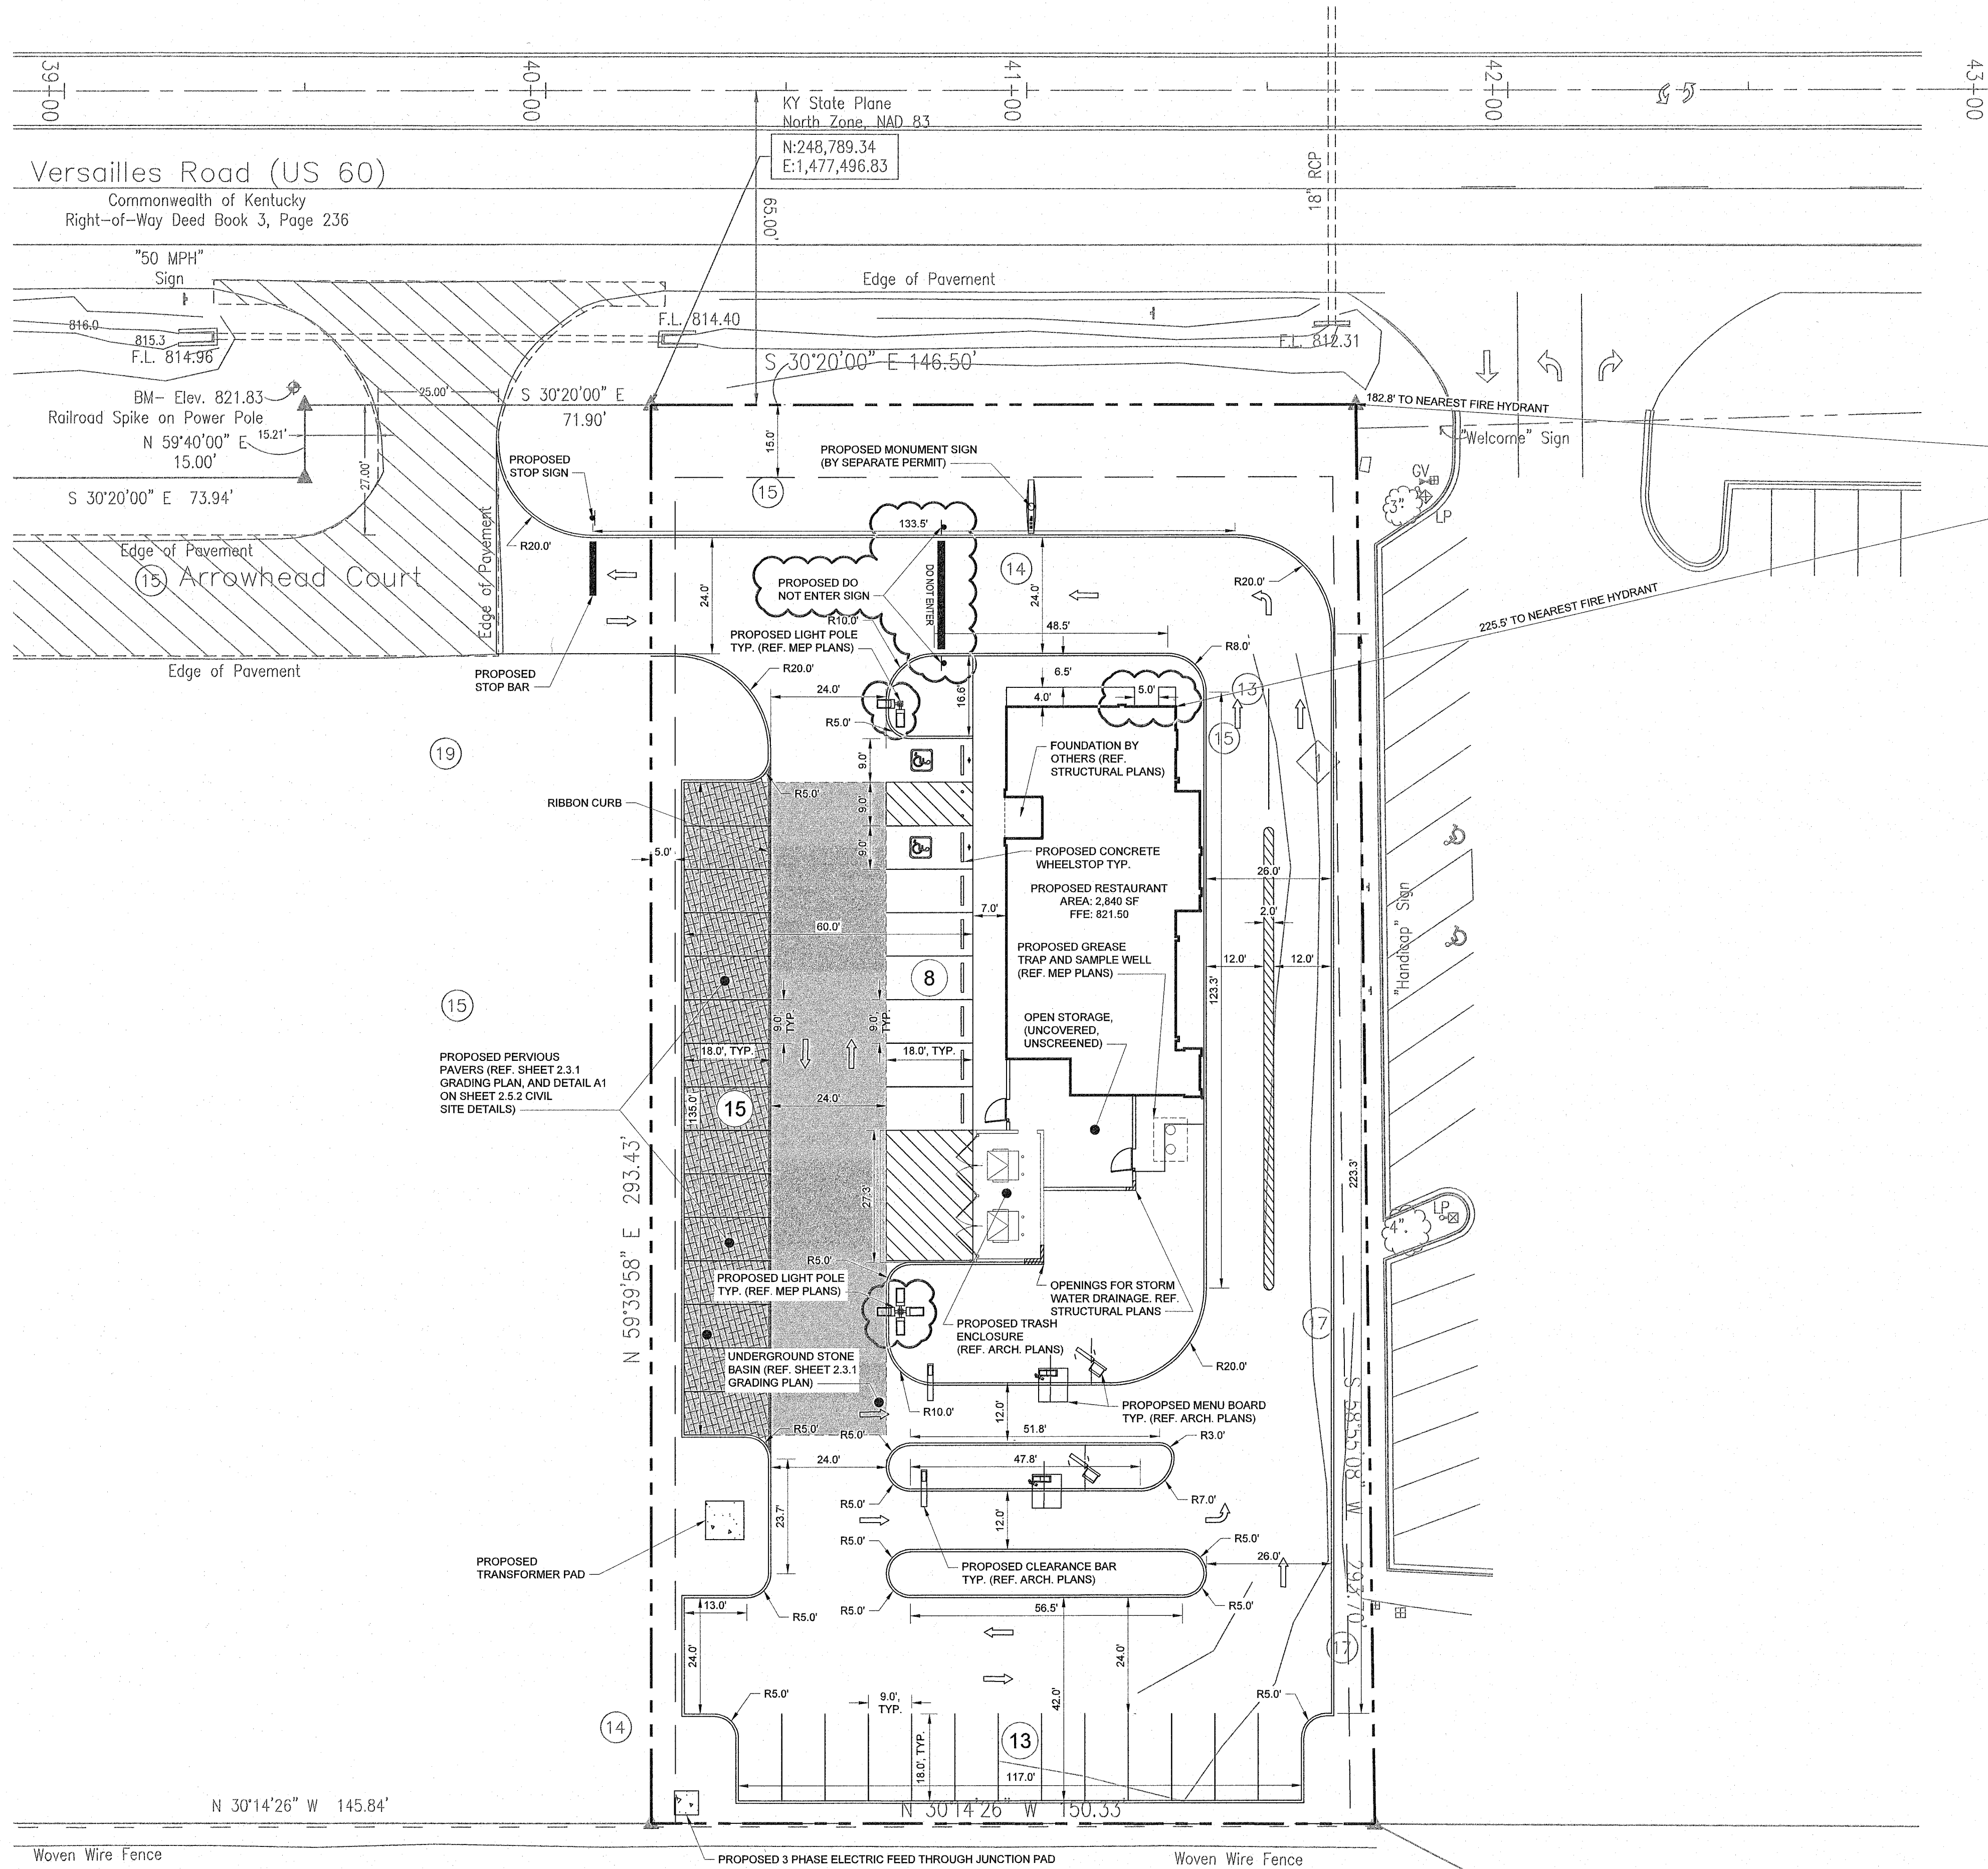 39+00
40+00
41+00
42+00
43+00
KY State Plane
North Zone, NAD 83
N:248,789.34
E:1,477,496.83
Versailles Road (US 60)
Commonwealth of Kentucky
Right-of-Way Deed Book 3, Page 236
65.00'
18" RCP
"50 MPH"
Sign
Edge of Pavement
816.0
815.3
F.L. 814.96
F.L. 814.40
F.L. 812.31
S 30°20'00" E 146.50'
BM- Elev. 821.83
Railroad Spike on Power Pole
N 59°40'00" E
15.00'
15.21'
25.00'
S 30°20'00" E
71.90'
182.8' TO NEAREST FIRE HYDRANT
"Welcome" Sign
27.00'
S 30°20'00" E 73.94'
15.0'
PROPOSED
STOP SIGN
PROPOSED MONUMENT SIGN
(BY SEPARATE PERMIT)
15
GV
3"
LP
133.5'
R20.0'
Edge of Pavement
15 Arrowhead Court
Edge of Pavement
Edge of Pavement
24.0'
PROPOSED DO
NOT ENTER SIGN
DO NOT ENTER
14
24.0'
R20.0'
225.5' TO NEAREST FIRE HYDRANT
R10.0'
PROPOSED LIGHT POLE
TYP. (REF. MEP PLANS)
48.5'
R8.0'
PROPOSED
STOP BAR
R20.0'
24.0'
16.6'
6.5'
4.0'
5.0'
13
R5.0'
15
19
9.0'
FOUNDATION BY
OTHERS (REF.
STRUCTURAL PLANS)
1
RIBBON CURB
R5.0'
9.0'
9.0'
5.0'
PROPOSED CONCRETE
WHEELSTOP TYP.
PROPOSED RESTAURANT
AREA: 2,840 SF
FFE: 821.50
26.0'
2.0'
7.0'
60.0'
"Handicap" Sign
PROPOSED GREASE
TRAP AND SAMPLE WELL
(REF. MEP PLANS)
12.0'
12.0'
8
123.3'
15
9.0'
TYP.
9.0'
TYP.
OPEN STORAGE,
(UNCOVERED,
UNSCREENED)
18.0', TYP.
18.0', TYP.
PROPOSED PERVIOUS
PAVERS (REF. SHEET 2.3.1
GRADING PLAN, AND DETAIL A1
ON SHEET 2.5.2 CIVIL
SITE DETAILS)
135.0'
15
24.0'
N 59°39'58" E 293.43'
27.3'
223.3'
LP
4"
R5.0'
PROPOSED LIGHT POLE
TYP. (REF. MEP PLANS)
OPENINGS FOR STORM
WATER DRAINAGE. REF.
STRUCTURAL PLANS
PROPOSED TRASH
ENCLOSURE
(REF. ARCH. PLANS)
17
UNDERGROUND STONE
BASIN (REF. SHEET 2.3.1
GRADING PLAN)
R20.0'
R10.0'
12.0'
PROPOPSED MENU BOARD
TYP. (REF. ARCH. PLANS)
R5.0'
R5.0'
51.8'
R3.0'
24.0'
47.8'
S 58°55'08" W 293.70'
R5.0'
R7.0'
23.7'
12.0'
R5.0'
R5.0'
PROPOSED
TRANSFORMER PAD
PROPOSED CLEARANCE BAR
TYP. (REF. ARCH. PLANS)
26.0'
13.0'
R5.0'
R5.0'
56.5'
R5.0'
24.0'
24.0'
42.0'
17
R5.0'
9.0',
TYP.
R5.0'
14
13
18.0', TYP.
117.0'
N 30°14'26" W 145.84'
N 30°14'26" W 150.33'
Woven Wire Fence
PROPOSED 3 PHASE ELECTRIC FEED THROUGH JUNCTION PAD
Woven Wire Fence